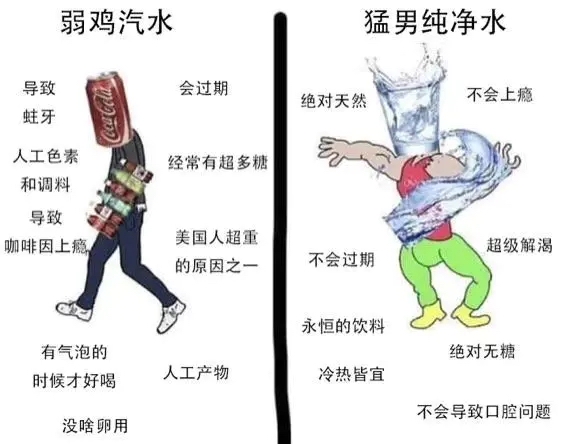 弱鸡汽水
导致
蛀牙
会过期
人工色素
和调料
经常有超多糖
导致
咖啡因上瘾
美国人超重
的原因之一
有气泡的
时候才好喝
人工产物
没啥卵用
Coca-Cola
猛男纯净水
绝对天然
不会上瘾
不会过期
超级解渴
永恒的饮料
绝对无糖
冷热皆宜
不会导致口腔问题